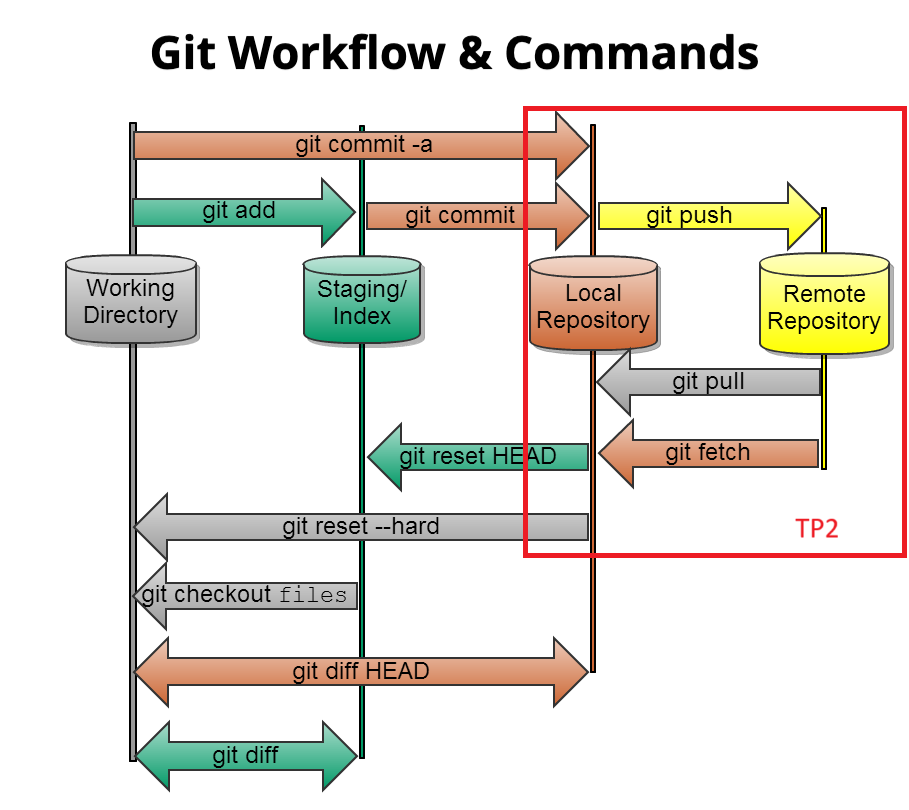 Git Workflow & Commands
git commit -a
git add
git commit
git push
Working
Directory
Staging/
Index
Local
Repository
Remote
Repository
git pull
git reset HEAD
git fetch
git reset --hard
TP2
git checkout files
git diff HEAD
git diff